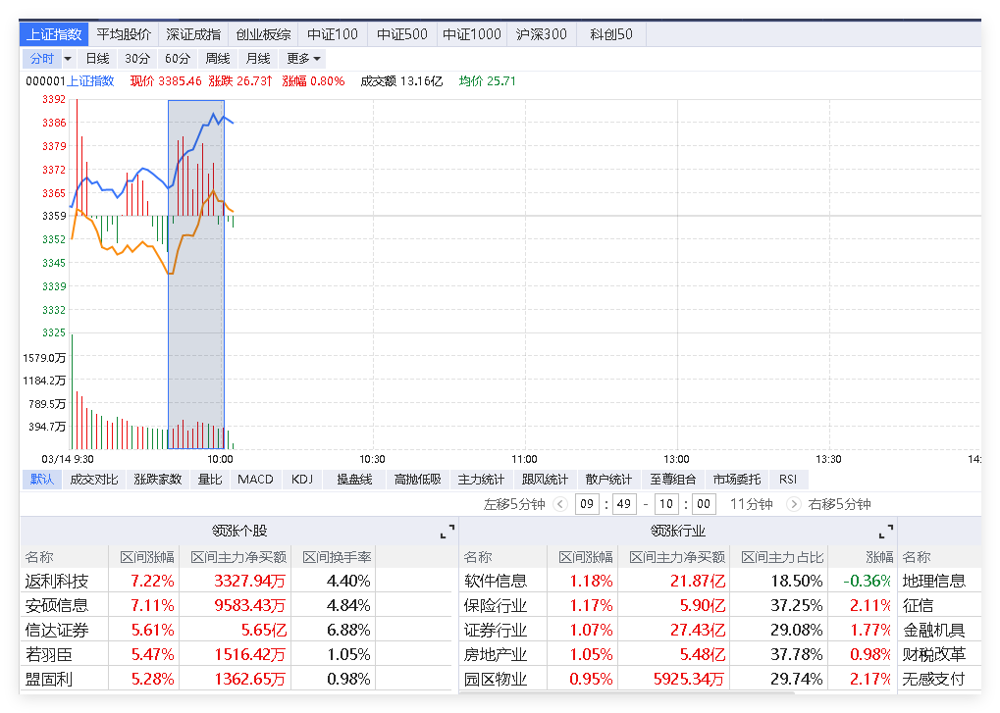 上证指数 平均股价 深证成指 创业板综 中证100 中证500 中证1000 沪深300 科创50
分时 日线 30分 60分 周线 月线 更多
000001上证指数 现价 3385.46 涨跌 26.73↑ 涨幅 0.80% 成交额 13.16亿 均价 25.71
3392
3386
3379
3372
3365
3359
3352
3345
3339
3332
3325
1579.0万
1184.2万
789.5万
394.7万
03/14 9:30 10:00 10:30 11:00 13:00 13:30 14:
默认 成交对比 涨跌家数 量比 MACD KDJ 操盘线 高抛低吸 主力统计 跟风统计 散户统计 至尊组合 市场委托 RSI
左移5分钟 09 : 49 - 10 : 00 11分钟 右移5分钟
领涨个股 领涨行业
名称 区间涨幅 区间主力净买额 区间换手率 名称 区间涨幅 区间主力净买额 区间主力占比 涨幅 名称
返利科技 7.22% 3327.94万 4.40% 软件信息 1.18% 21.87亿 18.50% -0.36% 地理信息
安硕信息 7.11% 9583.43万 4.84% 保险行业 1.17% 5.90亿 37.25% 2.11% 征信
信达证券 5.61% 5.65亿 6.88% 证券行业 1.07% 27.43亿 29.08% 1.77% 金融机具
若羽臣 5.47% 1516.42万 1.05% 房地产业 1.05% 5.48亿 37.78% 0.98% 财税改革
盟固利 5.28% 1362.65万 0.98% 园区物业 0.95% 5925.34万 29.74% 2.17% 无感支付